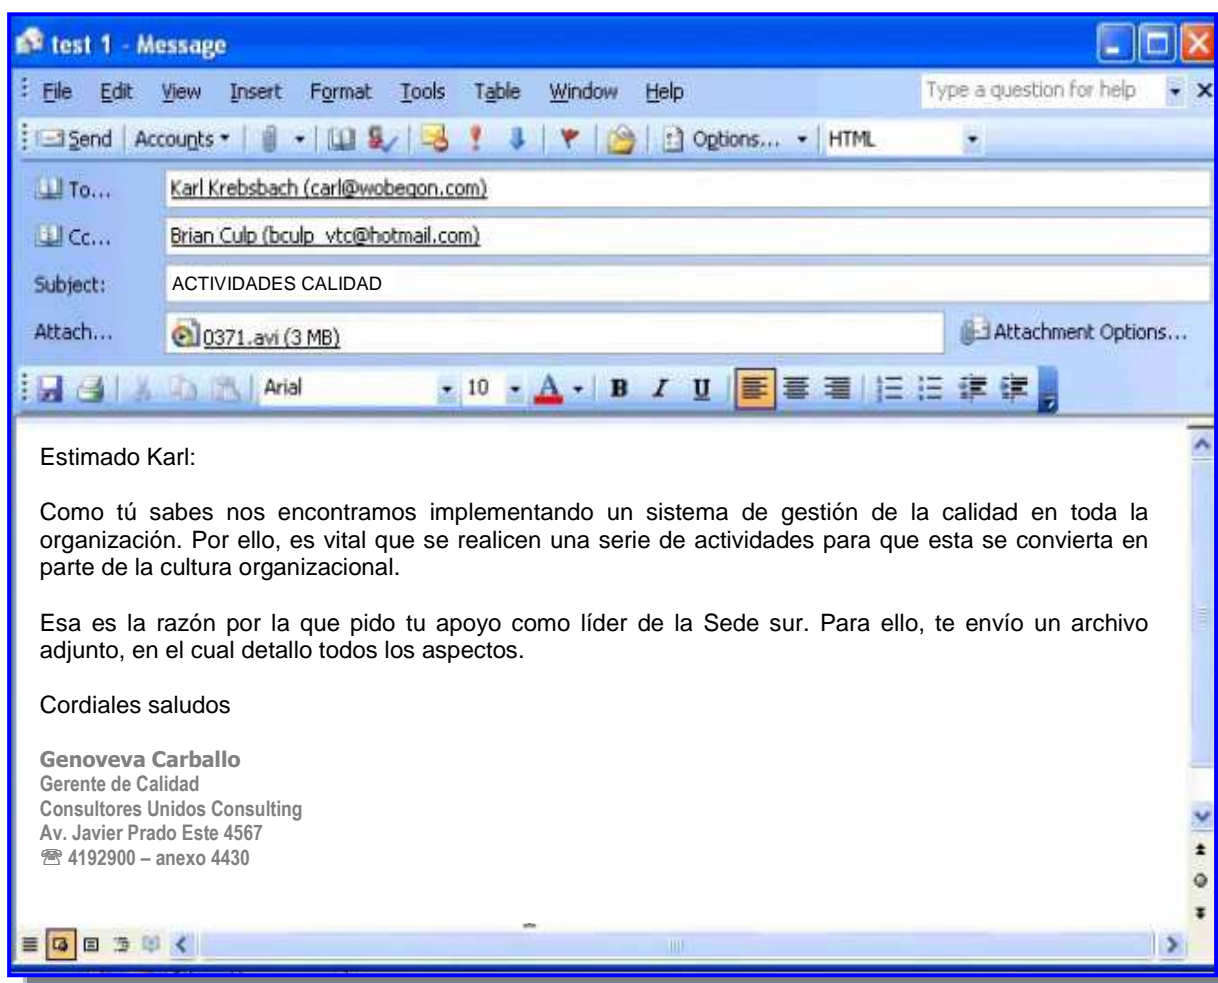 test 1 - Message
File Edit View Insert Format Tools Table Window Help Type a question for help
Send Accounts Options... HTML
To... Karl Krebsbach (carl@wobegon.com)
Cc... Brian Culp (bculp_vtc@hotmail.com)
Subject: ACTIVIDADES CALIDAD
Attach... 0371.avi (3 MB) Attachment Options...
Arial 10 A B I U
Estimado Karl:
Como tú sabes nos encontramos implementando un sistema de gestión de la calidad en toda la
organización. Por ello, es vital que se realicen una serie de actividades para que esta se convierta en
parte de la cultura organizacional.
Esa es la razón por la que pido tu apoyo como líder de la Sede sur. Para ello, te envío un archivo
adjunto, en el cual detallo todos los aspectos.
Cordiales saludos
Genoveva Carballo
Gerente de Calidad
Consultores Unidos Consulting
Av. Javier Prado Este 4567
☏ 4192900 – anexo 4430